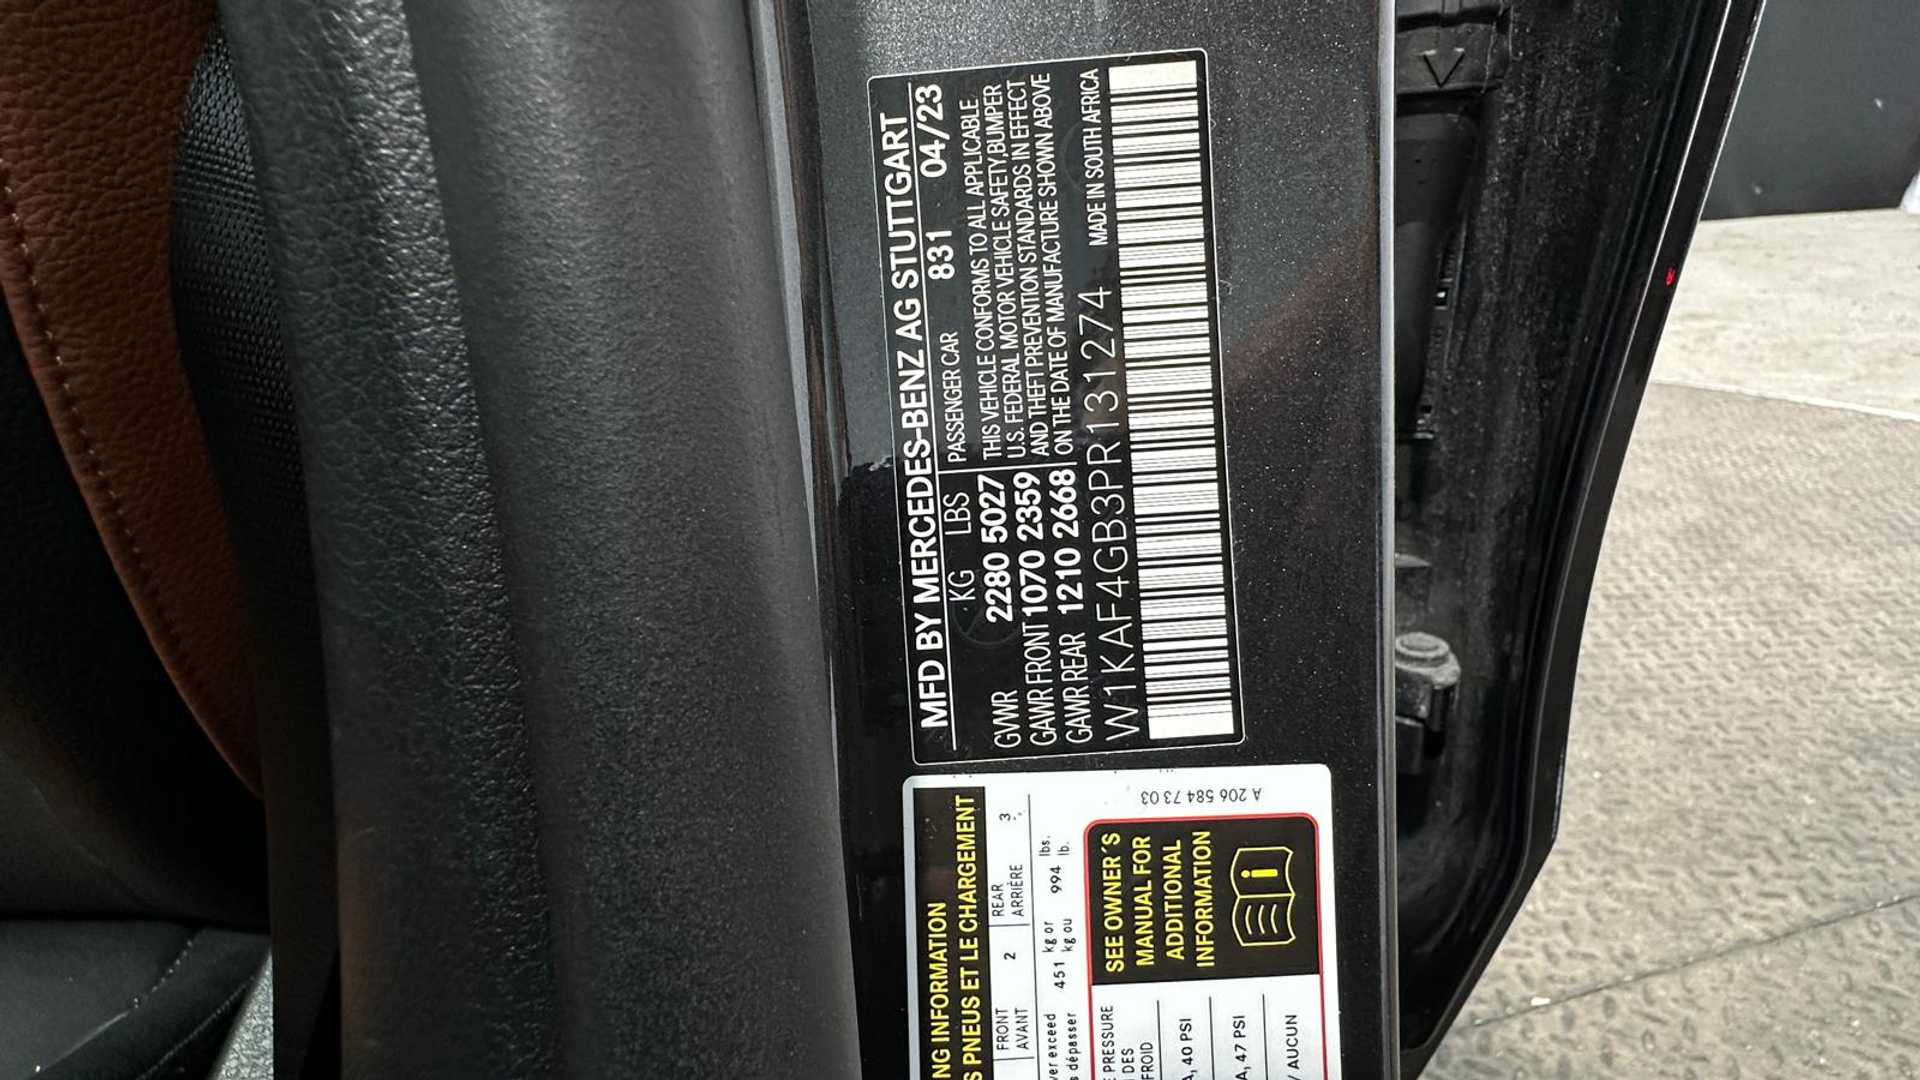 MFD BY MERCEDES-BENZ AG STUTTGART
KG LBS PASSENGER CAR 831 04/23
GVWR 2280 5027
GAWR FRONT 1070 2359
GAWR REAR 1210 2668
THIS VEHICLE CONFORMS TO ALL APPLICABLE
U.S. FEDERAL MOTOR VEHICLE SAFETY, BUMPER
AND THEFT PREVENTION STANDARDS IN EFFECT
ON THE DATE OF MANUFACTURE SHOWN ABOVE
W1KAF4GB3PR131274 MADE IN SOUTH AFRICA
INFORMATION
PNEUS ET LE CHARGEMENT
FRONT 2 REAR 3
AVANT ARRIÈRE
exceed 451 kg or 994 lbs.
dépasser kg ou lb.
A 206 584 73 03
SEE OWNER'S
MANUAL FOR
ADDITIONAL
INFORMATION
PRESSURE
DES
FROID
40 PSI
47 PSI
/ AUCUN